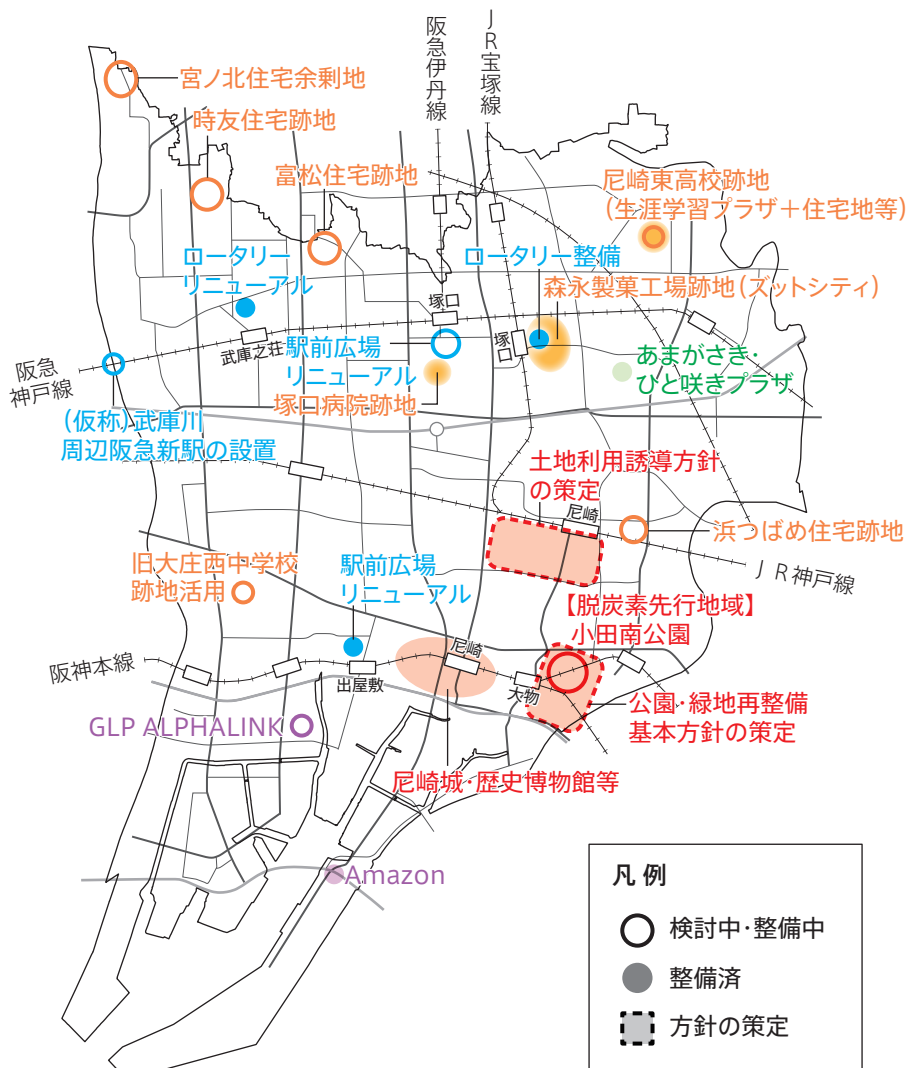 阪急伊丹線
JR宝塚線
宮ノ北住宅余剰地
時友住宅跡地
富松住宅跡地
尼崎東高校跡地
(生涯学習プラザ＋住宅地等)
ロータリー
リニューアル
ロータリー整備
森永製菓工場跡地(ズットシティ)
塚口
塚口
武庫之荘
駅前広場
リニューアル
塚口病院跡地
あまがさき・
ひと咲きプラザ
阪急
神戸線
(仮称)武庫川
周辺阪急新駅の設置
土地利用誘導方針
の策定
尼崎
浜つばめ住宅跡地
JR神戸線
旧大庄西中学校
跡地活用
駅前広場
リニューアル
【脱炭素先行地域】
小田南公園
阪神本線
尼崎
出屋敷
大物
公園・緑地再整備
基本方針の策定
GLP ALPHALINK
尼崎城・歴史博物館等
Amazon
凡 例
検討中・整備中
整備済
方針の策定